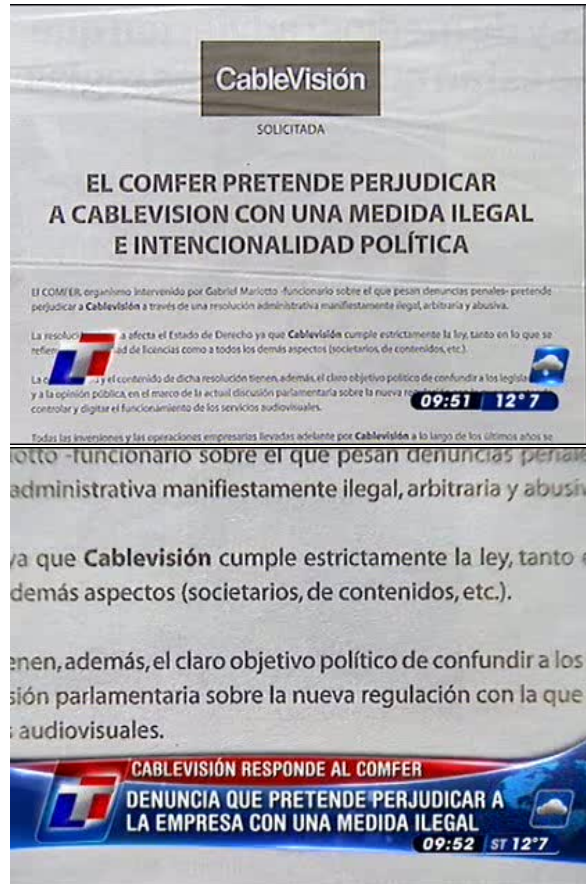 CableVisión
SOLICITADA
EL COMFER PRETENDE PERJUDICAR
A CABLEVISION CON UNA MEDIDA ILEGAL
E INTENCIONALIDAD POLÍTICA
El COMFER, organismo intervenido por Gabriel Mariotto -funcionario sobre el que pesan denuncias penales- pretende
perjudicar a Cablevisión a través de una resolución administrativa manifiestamente ilegal, arbitraria y abusiva.
La resoluci a afecta el Estado de Derecho ya que Cablevisión cumple estrictamente la ley, tanto en lo que se
refier ad de licencias como a todos los demás aspectos (societarios, de contenidos, etc.).
La y el contenido de dicha resolución tienen, además, el claro objetivo político de confundir a los legisla
y a la opinión pública, en el marco de la actual discusión parlamentaria sobre la nueva
controlar y digitar el funcionamiento de los servicios audiovisuales.
09:51 12°7
Todas las inversiones y las operaciones empresarias llevadas adelante por Cablevisión a lo largo de los últimos años se
otto -funcionario sobre el que pesan denuncias penale
administrativa manifiestamente ilegal, arbitraria y abusiv
ya que Cablevisión cumple estrictamente la ley, tanto e
demás aspectos (societarios, de contenidos, etc.).
enen, además, el claro objetivo político de confundir a los
sión parlamentaria sobre la nueva regulación con la que
audiovisuales.
CABLEVISIÓN RESPONDE AL COMFER
DENUNCIA QUE PRETENDE PERJUDICAR A
LA EMPRESA CON UNA MEDIDA ILEGAL
09:52 ST 12°7